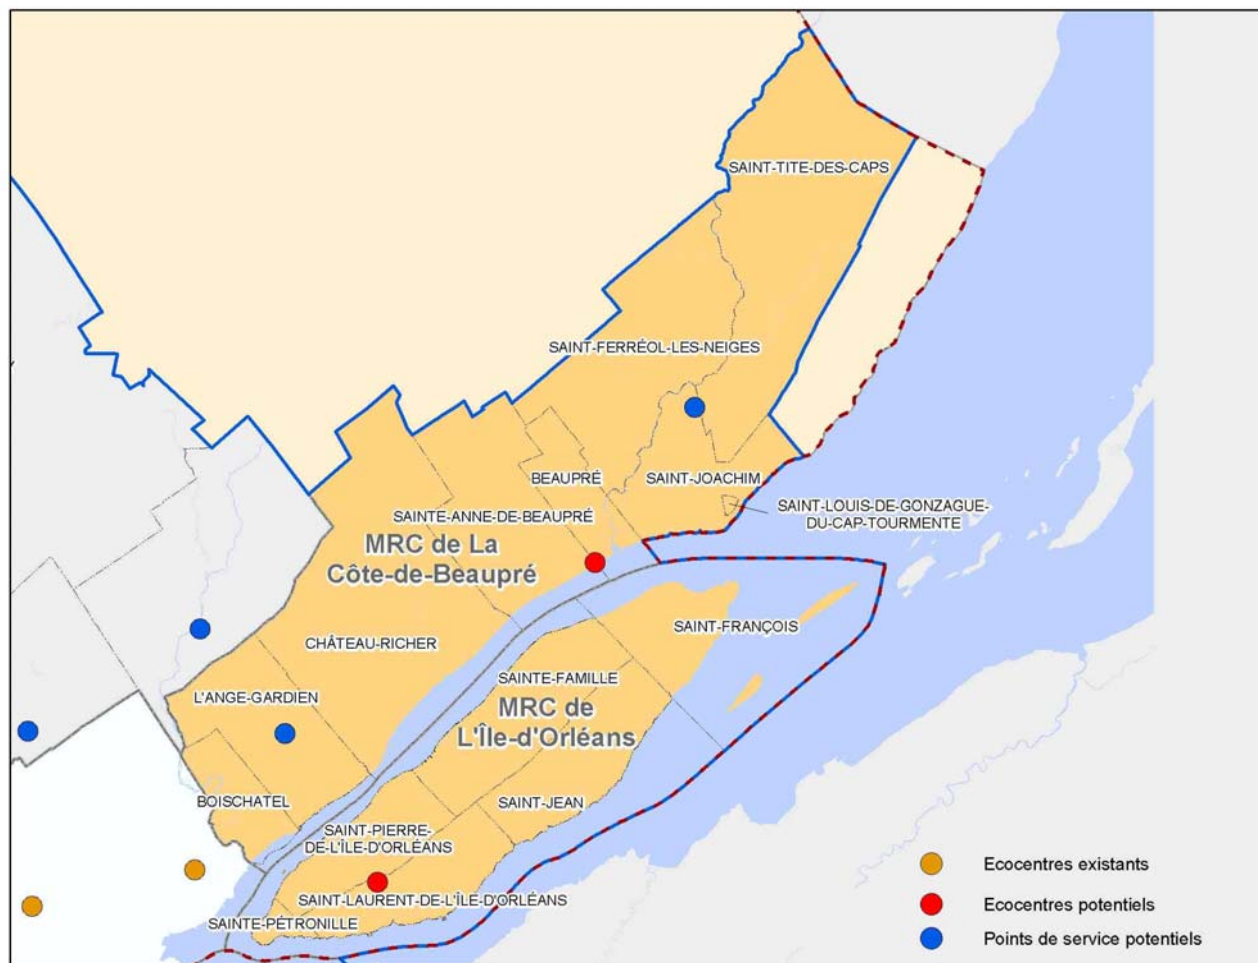 SAINT-TITE-DES-CAPS
SAINT-FERRÉOL-LES-NEIGES
BEAUPRÉ
SAINT-JOACHIM
SAINT-LOUIS-DE-GONZAGUE-
DU-CAP-TOURMENTE
SAINTE-ANNE-DE-BEAUPRÉ
MRC de La
Côte-de-Beaupré
SAINT-FRANÇOIS
CHÂTEAU-RICHER
SAINTE-FAMILLE
L'ANGE-GARDIEN
MRC de
L'Île-d'Orléans
BOISCHATEL
SAINT-JEAN
SAINT-PIERRE-
DE-L'ÎLE-D'ORLÉANS
SAINT-LAURENT-DE-L'ÎLE-D'ORLÉANS
SAINTE-PÉTRONILLE
Ecocentres existants
Ecocentres potentiels
Points de service potentiels